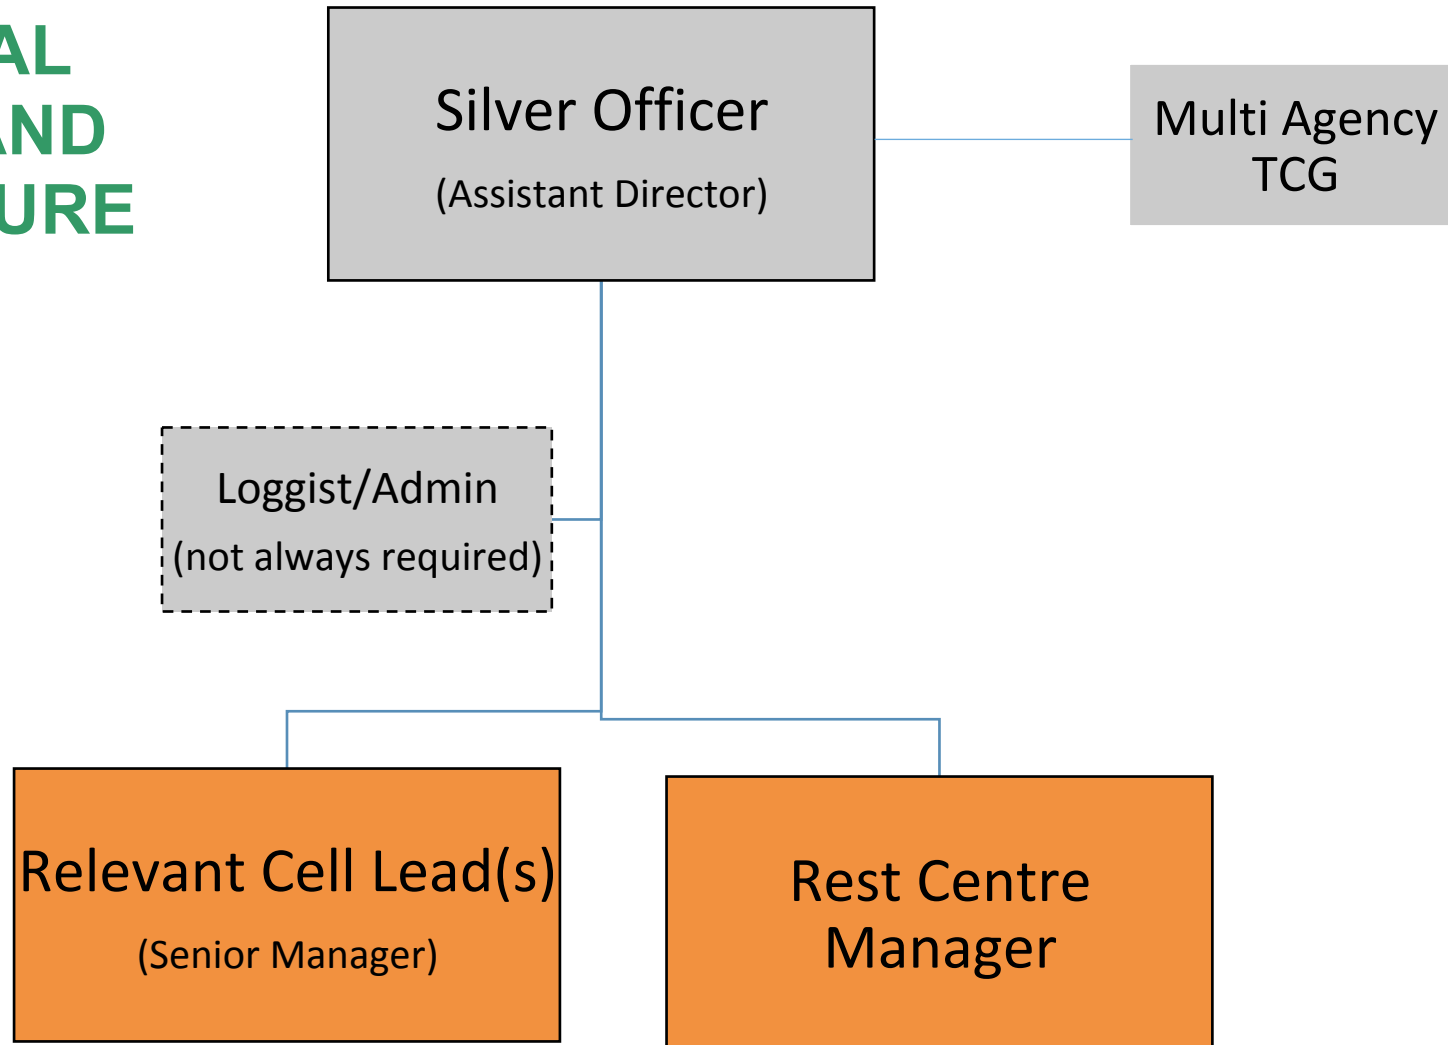 AL
AND
URE
Silver Officer
(Assistant Director)
Multi Agency
TCG
Loggist/Admin
(not always required)
Relevant Cell Lead(s)
(Senior Manager)
Rest Centre
Manager